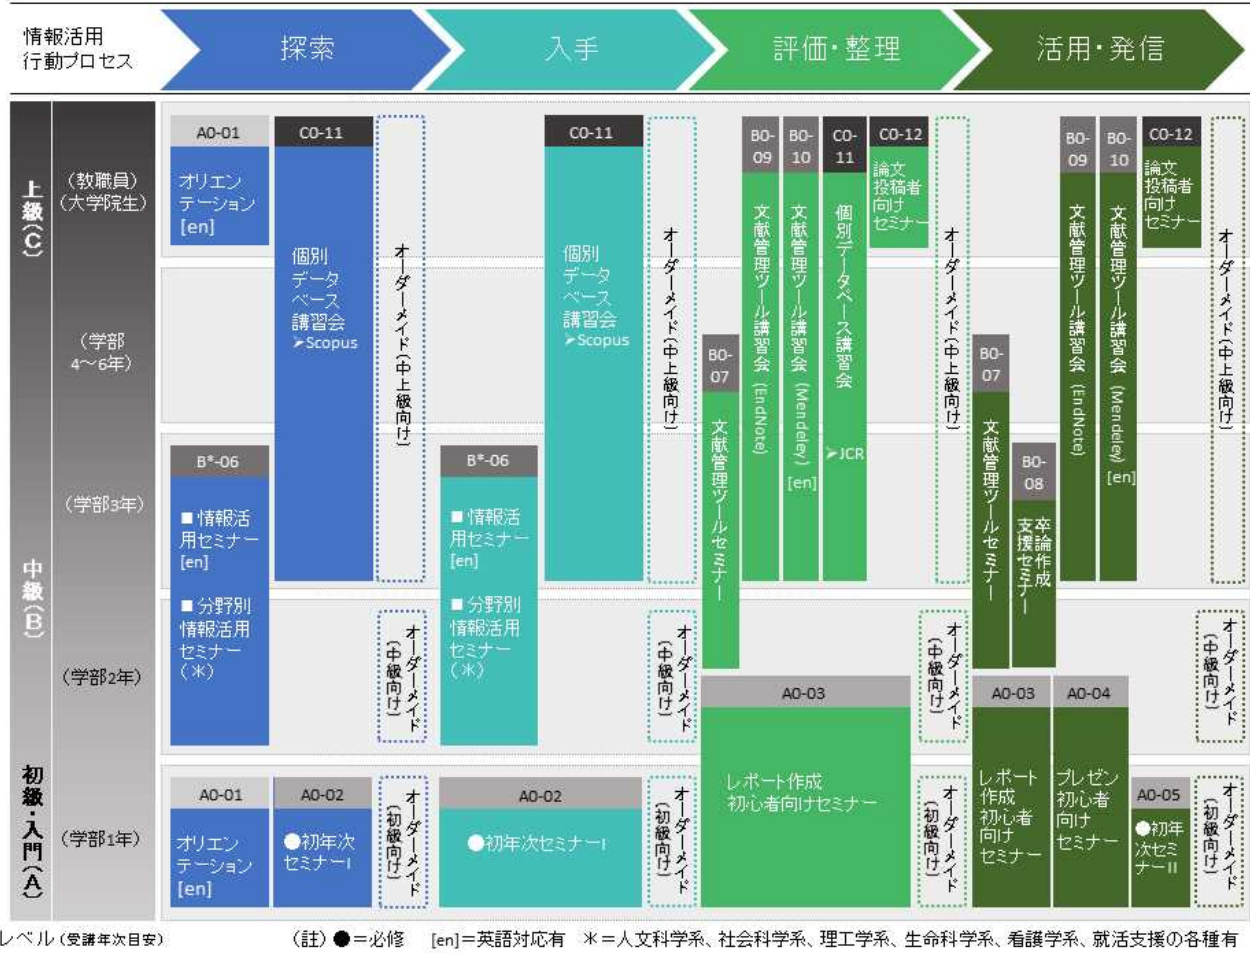 情報活用
行動プロセス
探索
入手
評価・整理
活用・発信
上級(C)
中級(B)
初級・入門(A)
（教職員）
（大学院生）
（学部
4～6年）
（学部3年）
（学部2年）
（学部1年）
A0-01
オリエン
テーション
[en]
C0-11
個別
データ
ベース
講習会
➢Scopus
オーダーメイド(中上級向け)
B*-06
■ 情報活
用セミナー
[en]
■ 分野別
情報活用
セミナー
（＊）
オーダーメイド
(中級向け)
A0-01
オリエン
テーション
[en]
A0-02
●初年次
セミナーI
オーダーメイド
(初級向け)
C0-11
個別
データ
ベース
講習会
➢Scopus
オーダーメイド(中上級向け)
B*-06
■ 情報活
用セミナー
[en]
■ 分野別
情報活用
セミナー
（＊）
オーダーメイド
(中級向け)
A0-02
●初年次セミナーI
オーダーメイド
(初級向け)
B0-
07
文献管理ツールセミナー
B0-
09
文献管理ツール講習会 (EndNote)
B0-
10
文献管理ツール講習会 (Mendeley)
[en]
C0-
11
個別データベース講習会
➢JCR
C0-12
論文
投稿者
向け
セミナー
オーダーメイド(中上級向け)
オーダーメイド
(中級向け)
A0-03
レポート作成
初心者向けセミナー
オーダーメイド
(初級向け)
B0-
07
文献管理ツールセミナー
B0-
08
卒論作成
支援セミナー
B0-
09
文献管理ツール講習会 (EndNote)
B0-
10
文献管理ツール講習会 (Mendeley)
[en]
C0-12
論文
投稿者
向け
セミナー
オーダーメイド(中上級向け)
オーダーメイド
(中級向け)
A0-03
レポート
作成
初心者
向け
セミナー
A0-04
プレゼン
初心者
向け
セミナー
A0-05
●初年
次セミ
ナーII
オーダーメイド
(初級向け)
レベル（受講年次目安）
（註）●＝必修　[en]＝英語対応有　＊＝人文科学系、社会科学系、理工学系、生命科学系、看護学系、就活支援の各種有